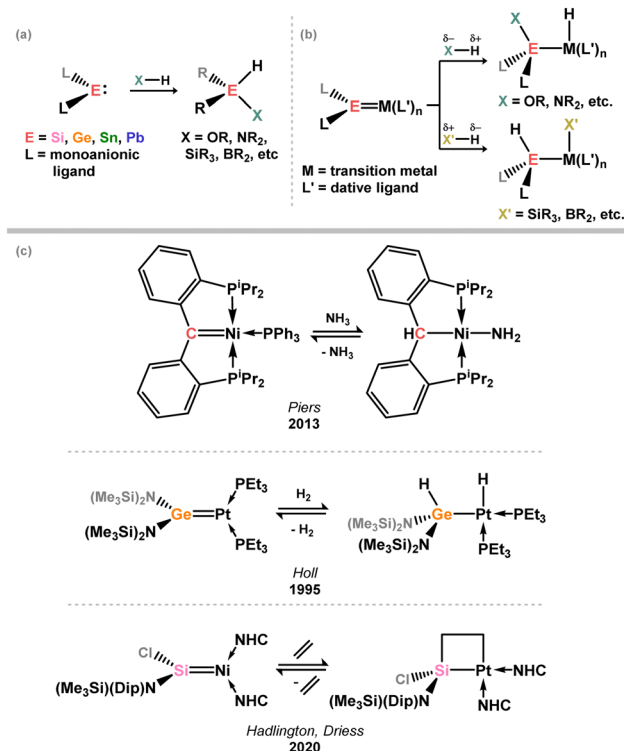 (a)
L
E:
L
X–H
R
H
E
R
X
E = Si, Ge, Sn, Pb
L = monoanionic
ligand
X = OR, NR2,
SiR3, BR2, etc
(b)
L
E=M(L')n
L
M = transition metal
L' = dative ligand
δ– δ+
X–H
X H
E–M(L')n
L
L
X = OR, NR2, etc.
δ+ δ–
X'–H
H X'
E–M(L')n
L
L
X' = SiR3, BR2, etc.
(c)
PiPr2
C=Ni PPh3
PiPr2
NH3
- NH3
PiPr2
HC–Ni–NH2
PiPr2
Piers
2013
(Me3Si)2N
Ge=Pt
(Me3Si)2N
PEt3
PEt3
H2
- H2
H H
(Me3Si)2N
Ge–Pt PEt3
(Me3Si)2N
PEt3
Holl
1995
Cl
Si=Ni
(Me3Si)(Dip)N
NHC
NHC
-
Cl
Si–Pt NHC
(Me3Si)(Dip)N
NHC
Hadlington, Driess
2020